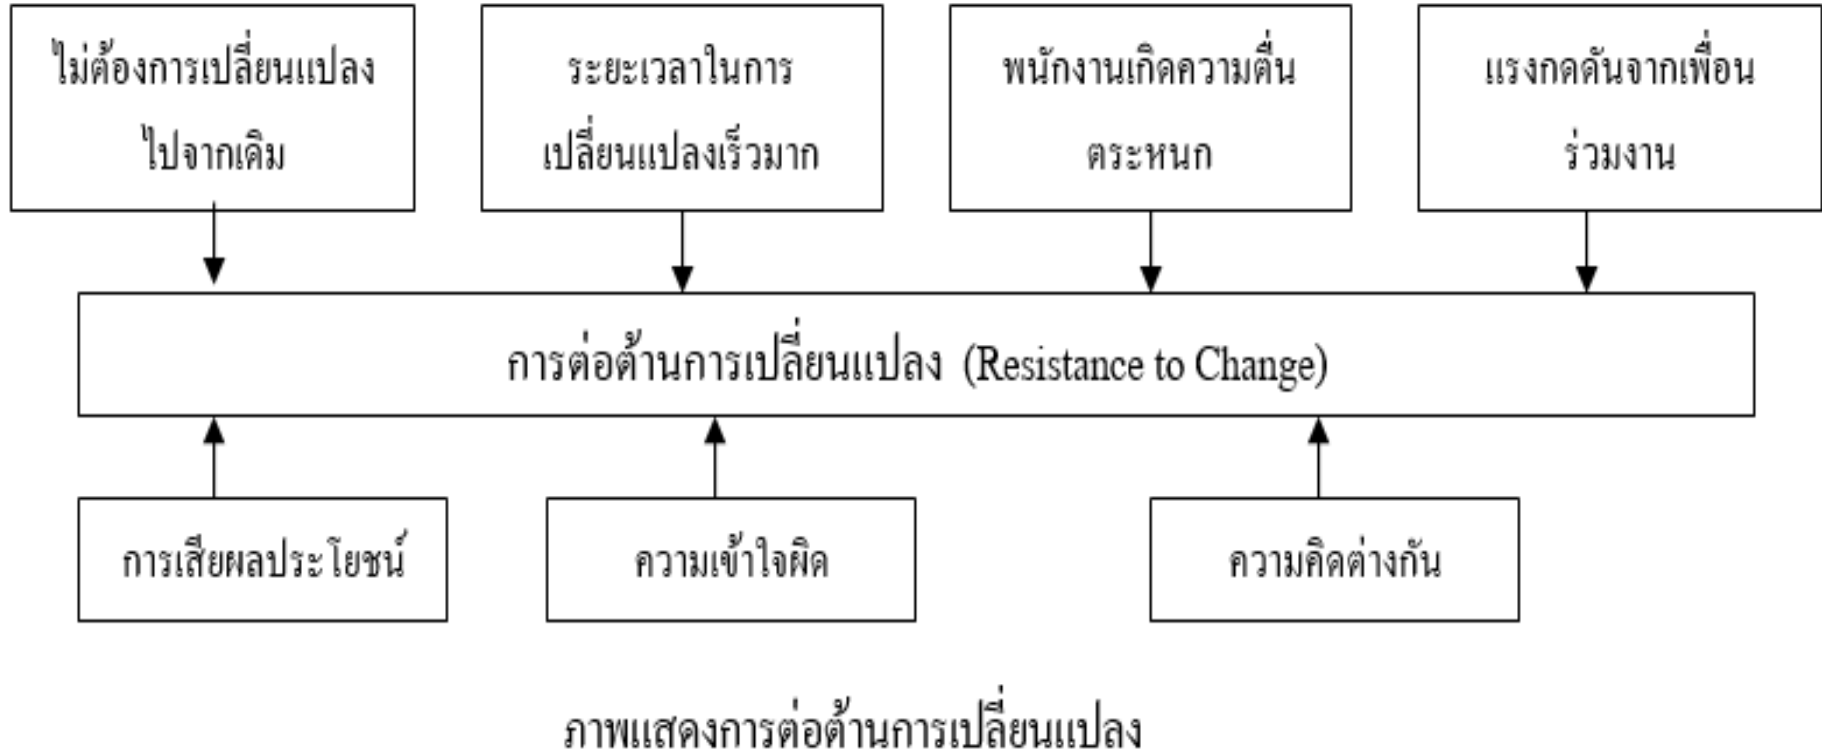 ไม่ต้องการเปลี่ยนแปลง
ไปจากเดิม
ระยะเวลาในการ
เปลี่ยนแปลงเร็วมาก
พนักงานเกิดความตื่น
ตระหนก
แรงกดดันจากเพื่อน
ร่วมงาน
การต่อต้านการเปลี่ยนแปลง (Resistance to Change)
การเสียผลประโยชน์
ความเข้าใจผิด
ความคิดต่างกัน
ภาพแสดงการต่อต้านการเปลี่ยนแปลง